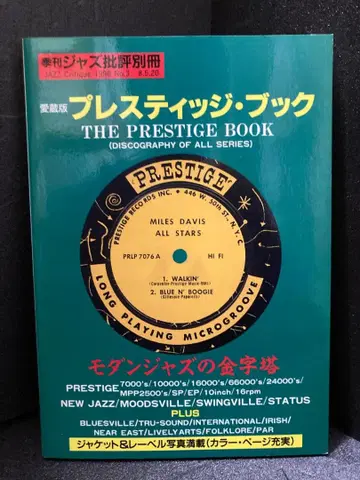 季刊ジャズ批評別冊
JAZZ Critique 1996 No.3 ¥5.20
愛蔵版 プレスティッジ・ブック
THE PRESTIGE BOOK
(DISCOGRAPHY OF ALL SERIES)
PRESTIGE
PRESTIGE RECORDS INC. • 446 W. 50th ST., N.Y.C.
MILES DAVIS
ALL STARS
PRLP 7076 A HI FI
1. WALKIN'
2. BLUE N' BOOGIE
LONG PLAYING MICROGROOVE
モダンジャズの金字塔
PRESTIGE 7000's/10000's/16000's/66000's/24000's/
MPP2500's/SP/EP/10inch/16rpm
NEW JAZZ/MOODSVILLE/SWINGVILLE/STATUS
PLUS
BLUESVILLE/TRU-SOUND/INTERNATIONAL/IRISH/
NEAR EAST/LIVELYARTS/FOLKLORE/PAR
ジャケット&レーベル写真満載(カラー・ページ充実)